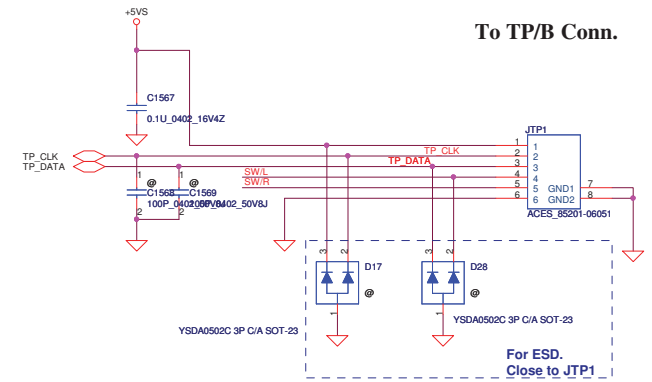 +5VS
To TP/B Conn.
C1567
0.1U_0402_16V4Z
JTP1
TP_CLK
TP_DATA
TP_CLK
TP_DATA
SW/L
SW/R
1
2
3
4
5
6
1
2
3
4
5
6
GND1
GND2
7
8
ACES_85201-06051
1
1
@
@
C1568
C1569
2
2
100P_0402_50V8J
100P_0402_50V8J
3
2
3
2
D17
D28
@
@
1
1
YSDA0502C 3P C/A SOT-23
YSDA0502C 3P C/A SOT-23
For ESD.
Close to JTP1